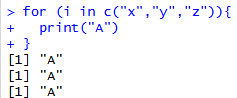 > for (i in c("x","y","z")){
+   print("A")
+ }
[1] "A"
[1] "A"
[1] "A"